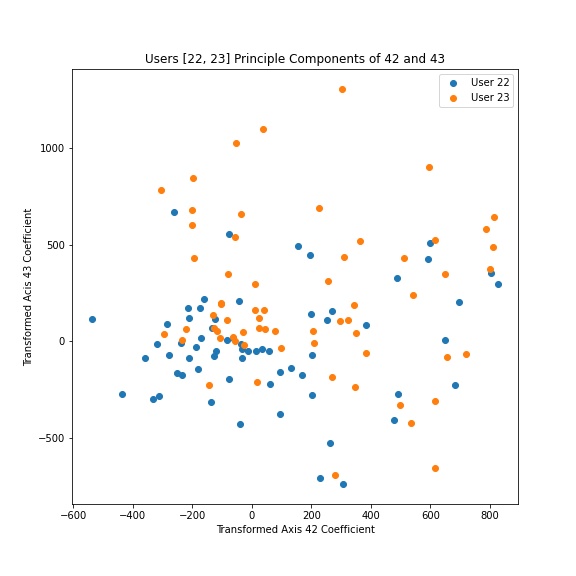 Users [22, 23] Principle Components of 42 and 43
User 22
User 23
1000
500
0
−500
Transformed Acis 43 Coefficient
−600
−400
−200
0
200
400
600
800
Transformed Axis 42 Coefficient